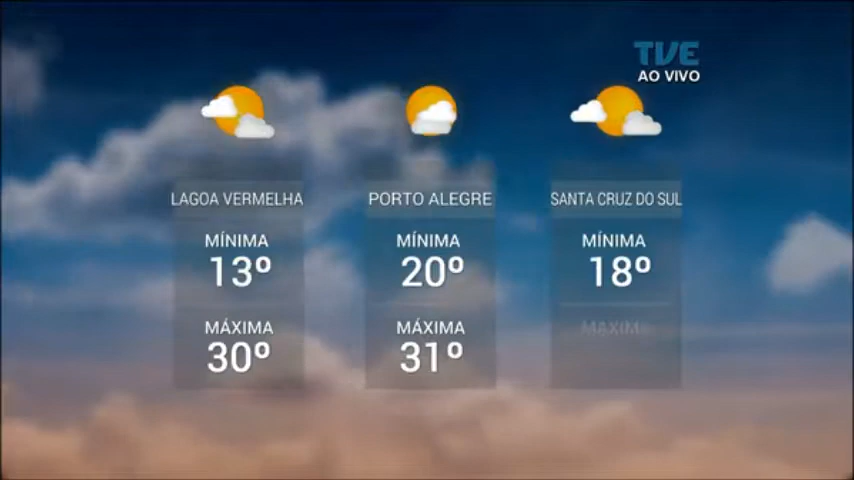 TVE
AO VIVO
LAGOA VERMELHA
MÍNIMA
13º
MÁXIMA
30º
PORTO ALEGRE
MÍNIMA
20º
MÁXIMA
31º
SANTA CRUZ DO SUL
MÍNIMA
18º